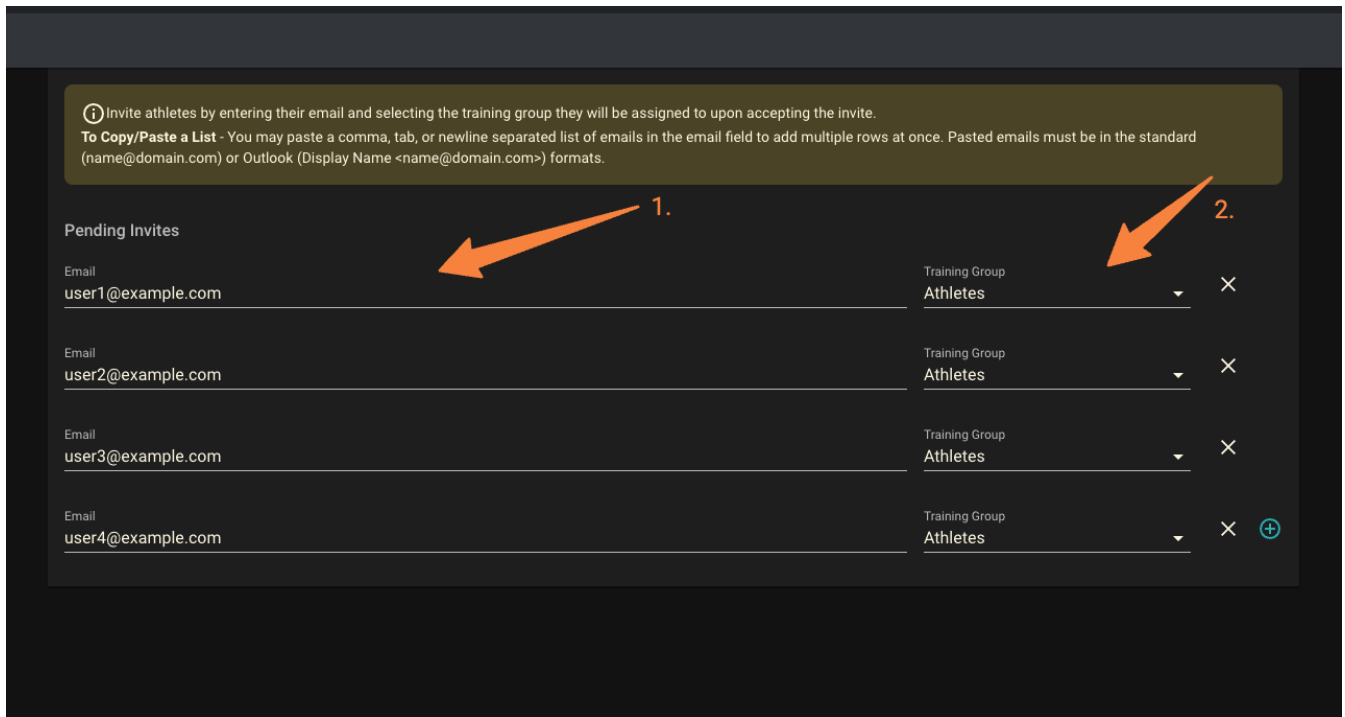 Invite athletes by entering their email and selecting the training group they will be assigned to upon accepting the invite.
To Copy/Paste a List - You may paste a comma, tab, or newline separated list of emails in the email field to add multiple rows at once. Pasted emails must be in the standard
(name@domain.com) or Outlook (Display Name <name@domain.com>) formats.
1.
2.
Pending Invites
Email
Training Group
user1@example.com
Athletes
Email
Training Group
user2@example.com
Athletes
Email
Training Group
user3@example.com
Athletes
Email
Training Group
user4@example.com
Athletes